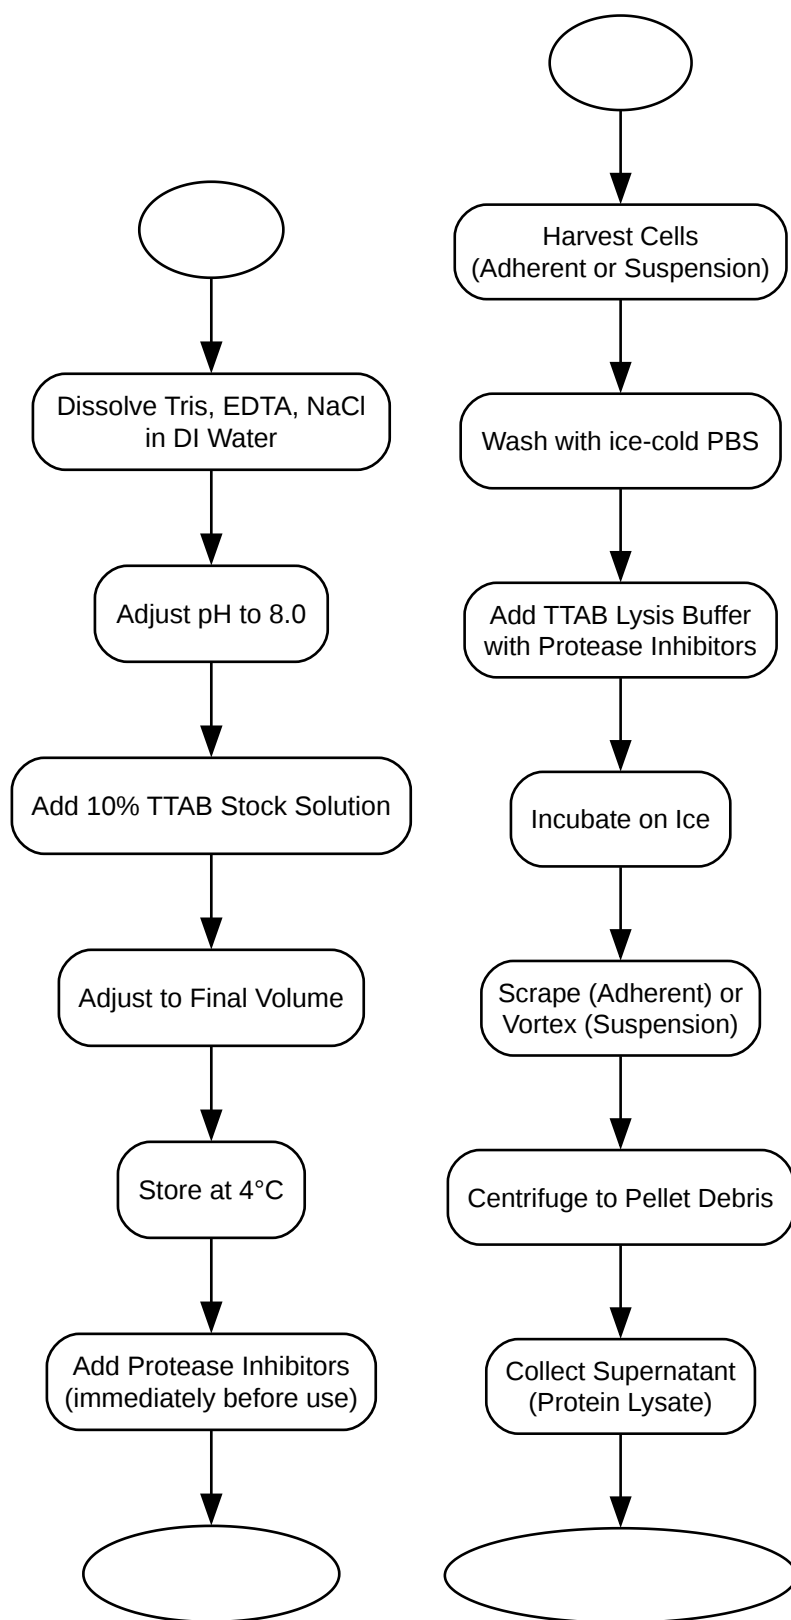 Dissolve Tris, EDTA, NaCl
in DI Water
Adjust pH to 8.0
Add 10% TTAB Stock Solution
Adjust to Final Volume
Store at 4°C
Add Protease Inhibitors
(immediately before use)
Harvest Cells
(Adherent or Suspension)
Wash with ice-cold PBS
Add TTAB Lysis Buffer
with Protease Inhibitors
Incubate on Ice
Scrape (Adherent) or
Vortex (Suspension)
Centrifuge to Pellet Debris
Collect Supernatant
(Protein Lysate)